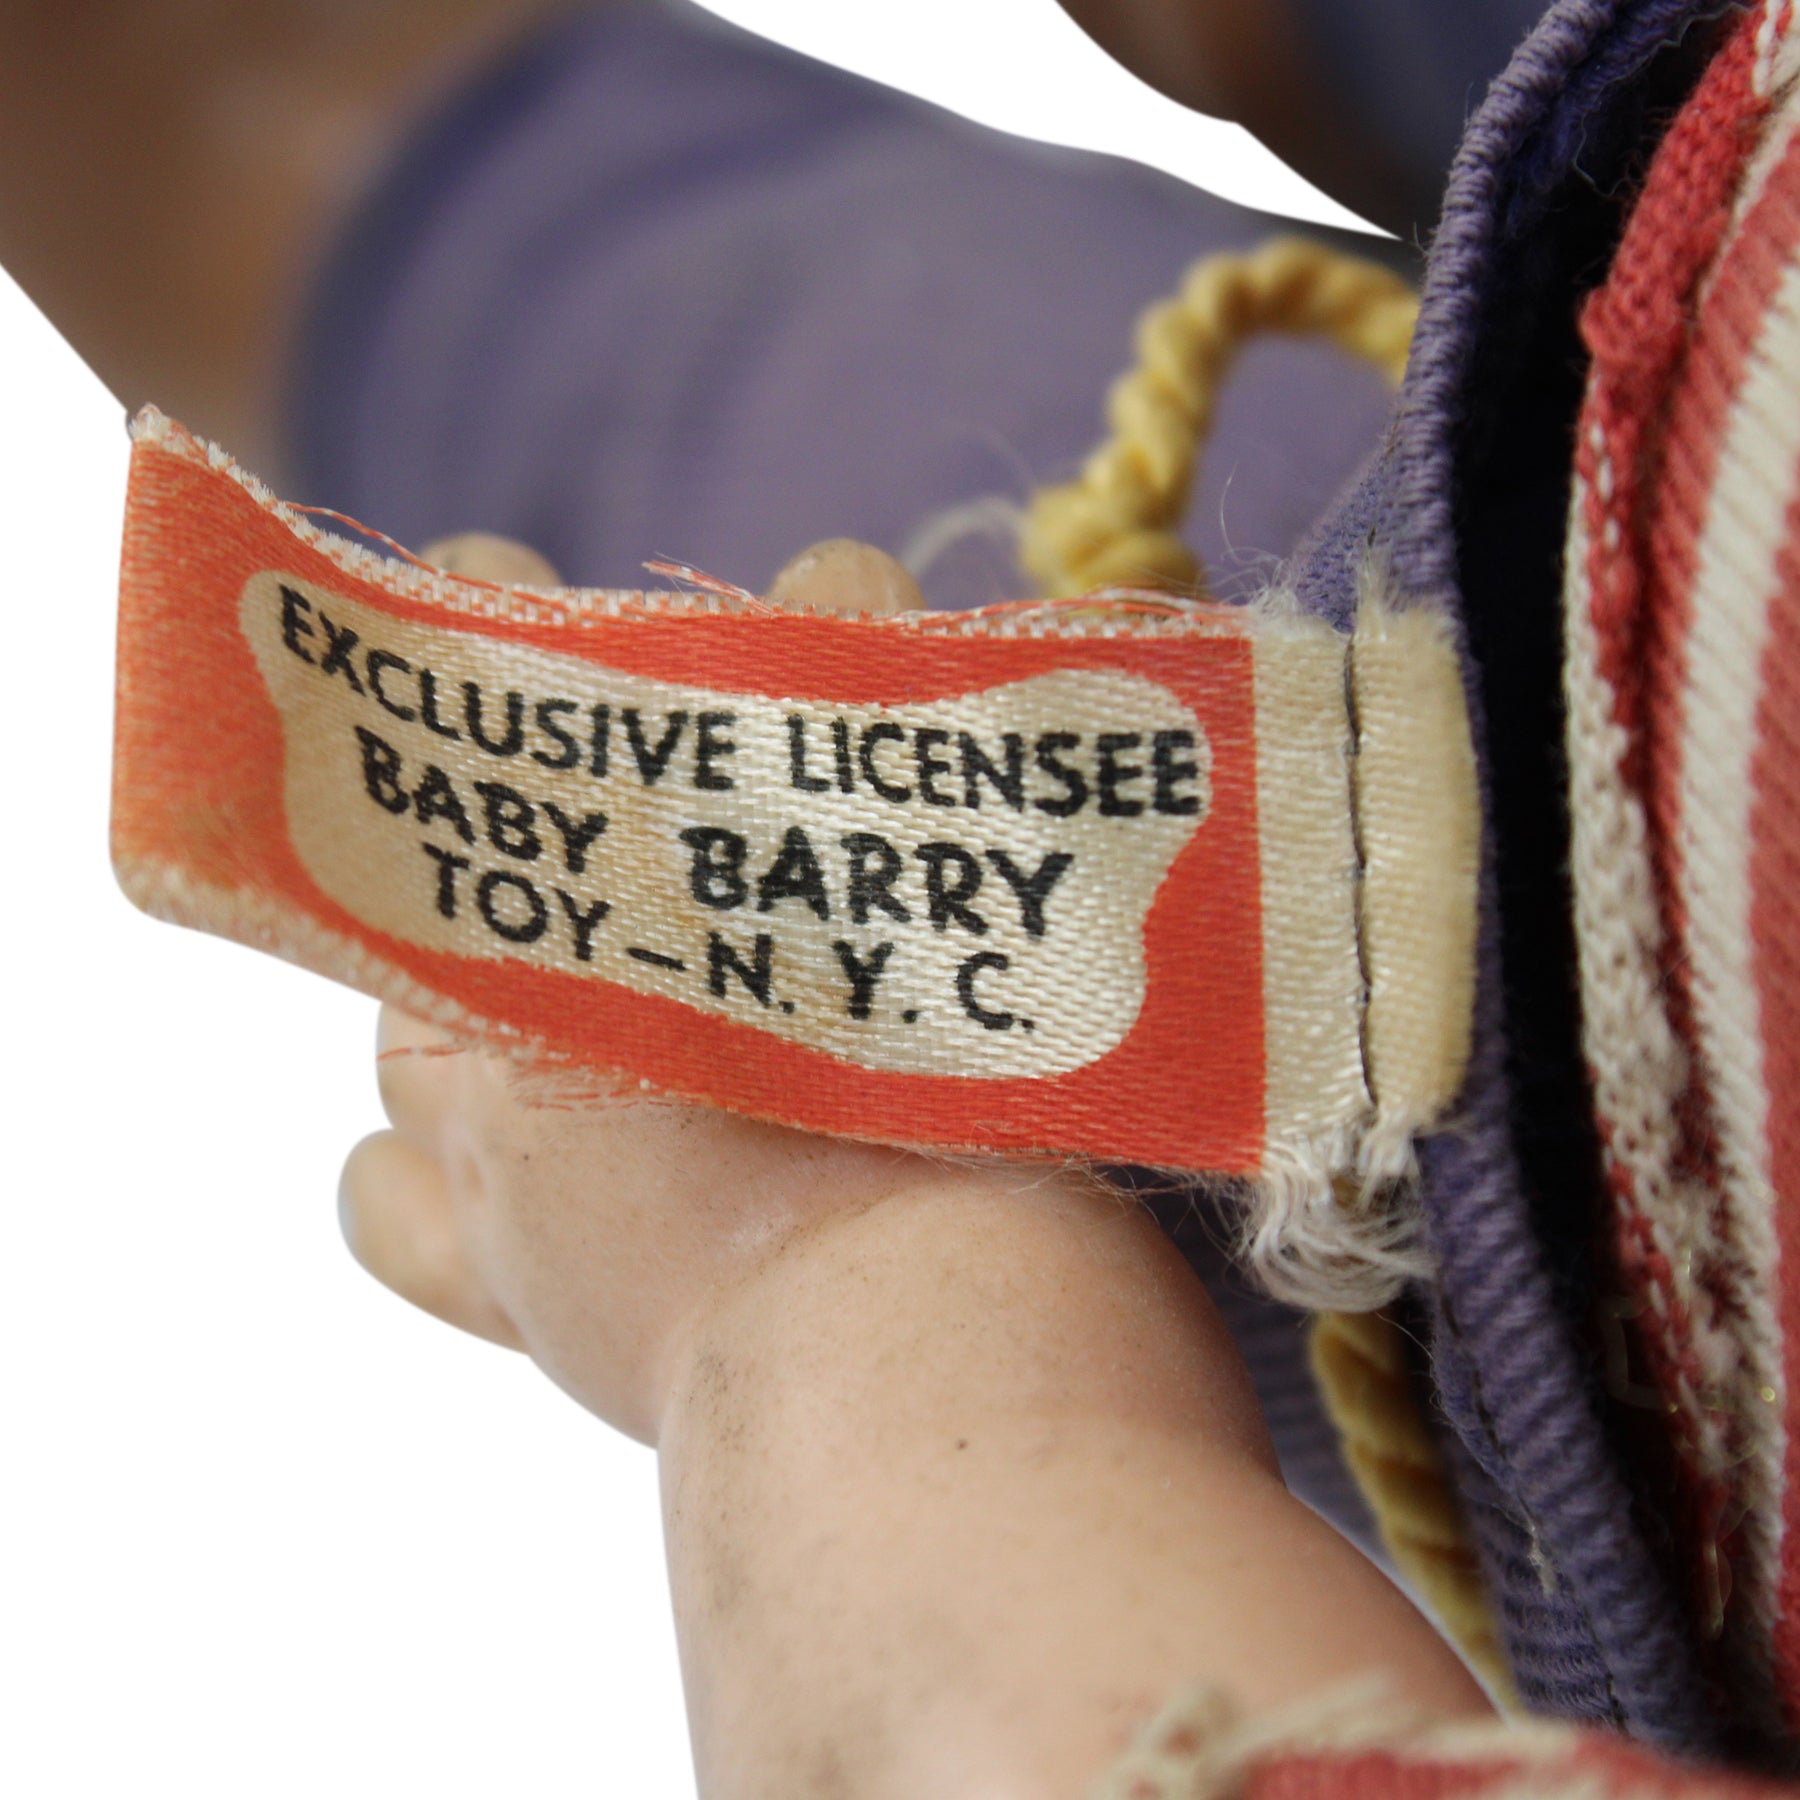 EXCLUSIVE LICENSEE
BABY BARRY
TOY – N. Y. C.